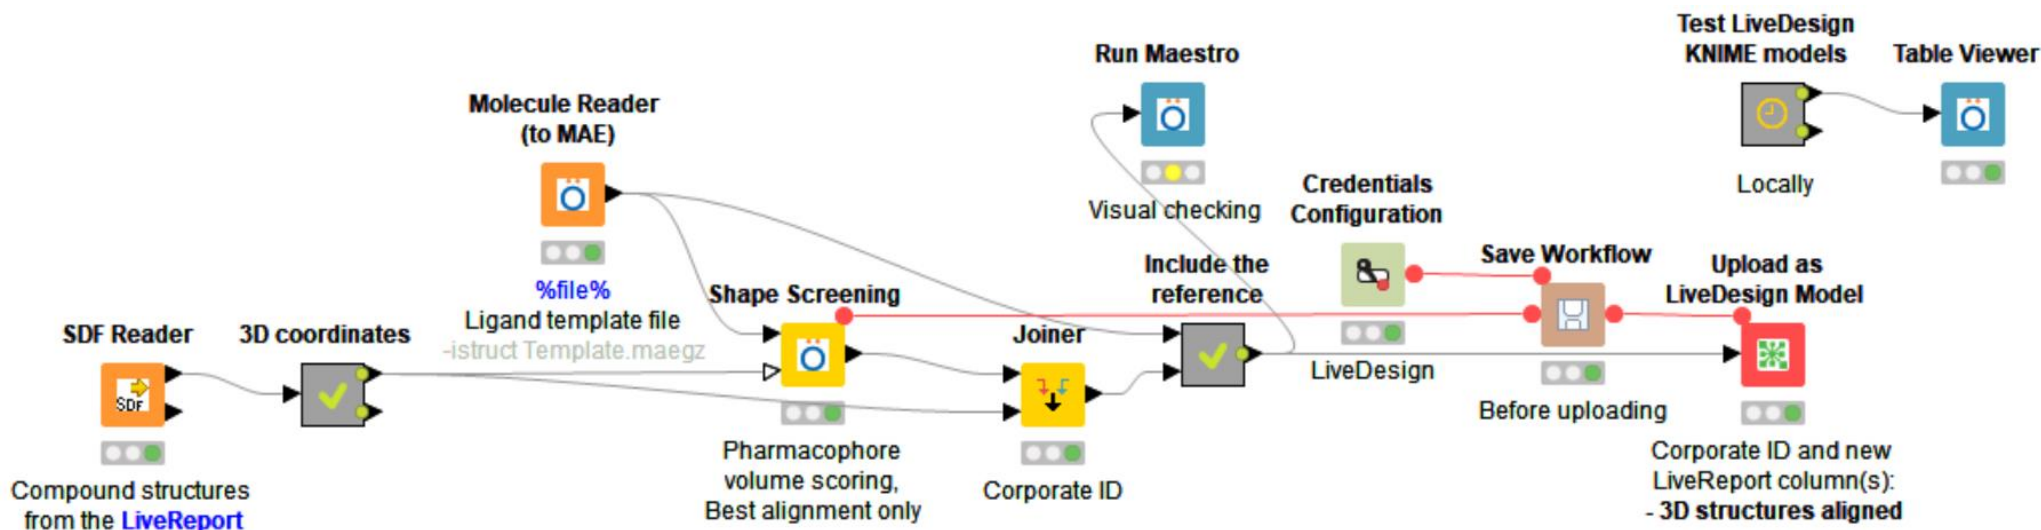 Test LiveDesign
KNIME models
Table Viewer
Run Maestro
Molecule Reader
(to MAE)
Locally
Credentials
Configuration
Visual checking
Save Workflow
Include the
reference
Upload as
LiveDesign Model
%file%
Shape Screening
Ligand template file
-istruct Template.maegz
SDF Reader
3D coordinates
Joiner
LiveDesign
SDF
Before uploading
Pharmacophore
volume scoring,
Best alignment only
Corporate ID
Corporate ID and new
LiveReport column(s):
- 3D structures aligned
Compound structures
from the LiveReport